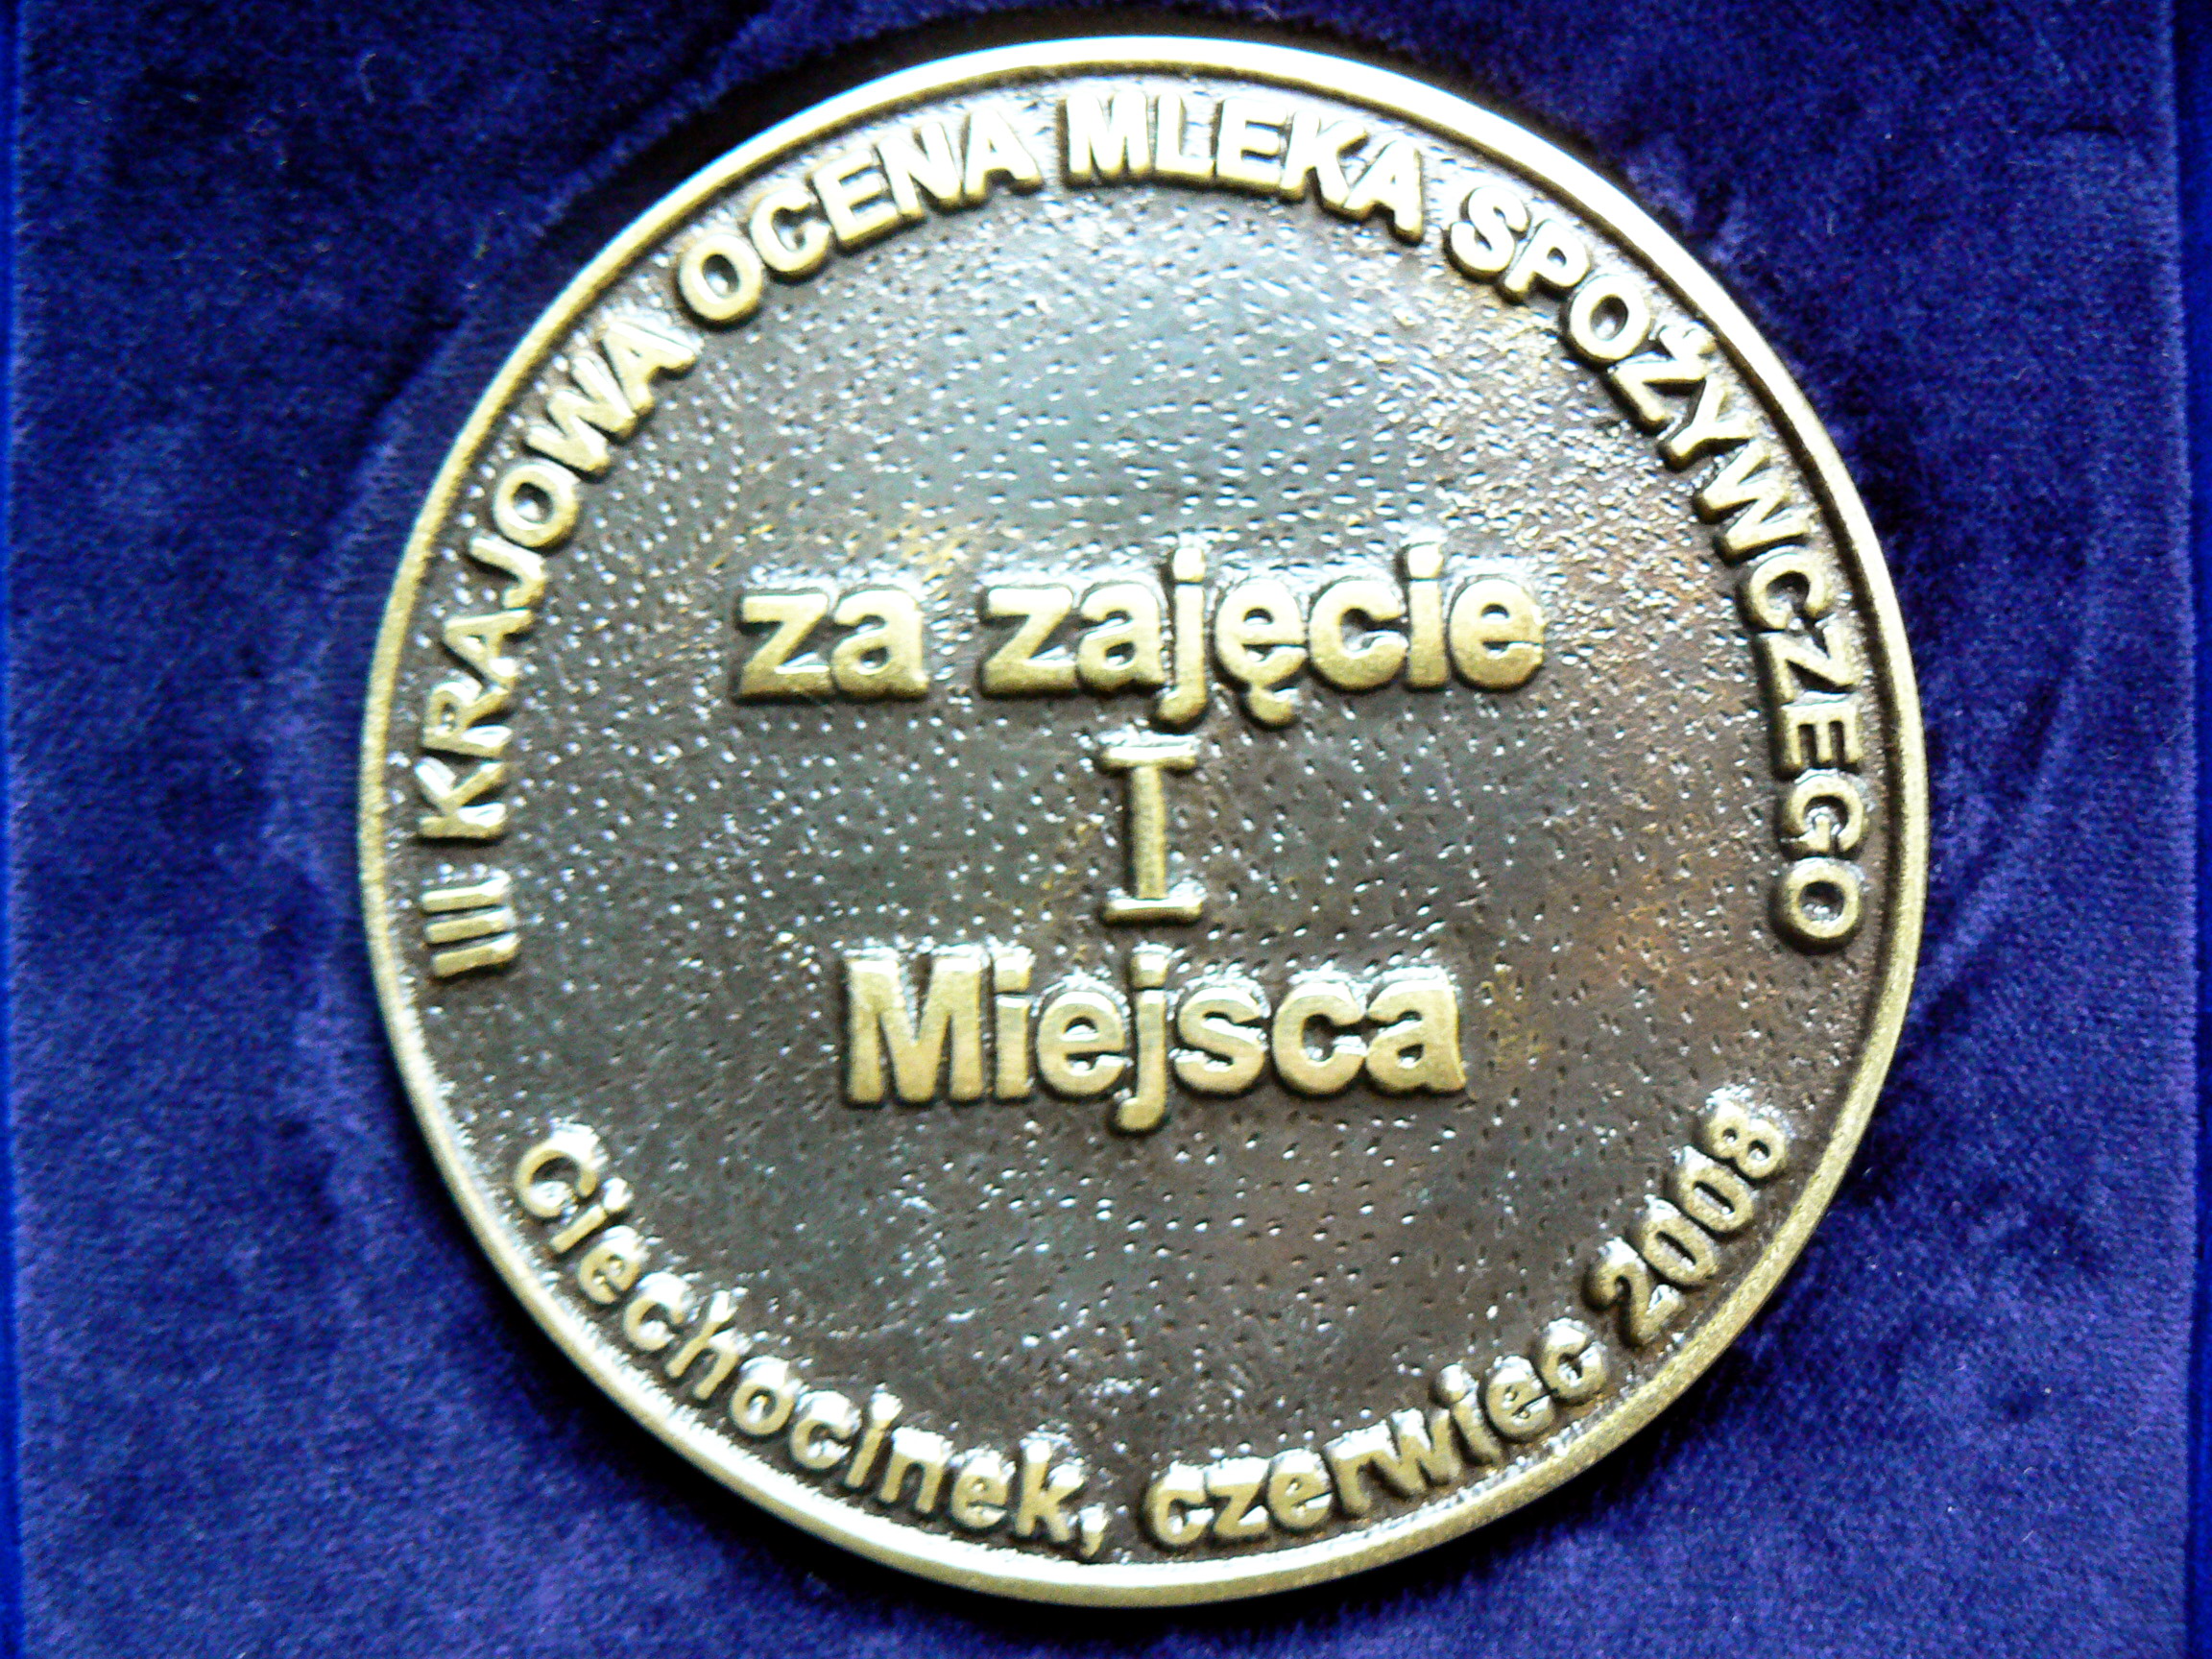 III KRAJOWA OCENA MLEKA SPOŻYWCZEGO
za zajęcie
I
Miejsca
Ciechocinek, czerwiec 2008